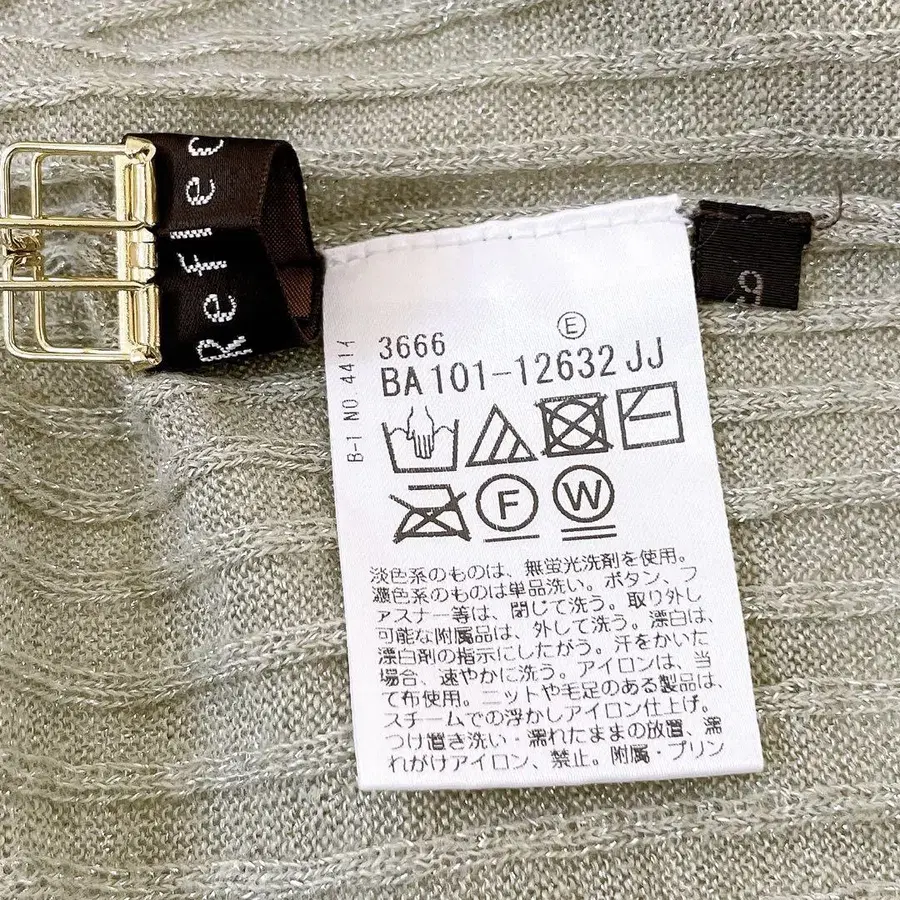 Reflec
9
B-1 NO 441イ
3666
E
BA101-12632 JJ
F
W
淡色系のものは、無蛍光洗剤を使用。
濃色系のものは単品洗い。ボタン、フ
ァスナー等は、閉じて洗う。取り外し
可能な附属品は、外して洗う。漂白は、
漂白剤の指示にしたがう。汗をかいた
場合、速やかに洗う。アイロンは、当
て布使用。ニットや毛足のある製品は、
スチームでの浮かしアイロン仕上げ。
つけ置き洗い・濡れたままの放置、濡
れがけアイロン、禁止。附属・プリン